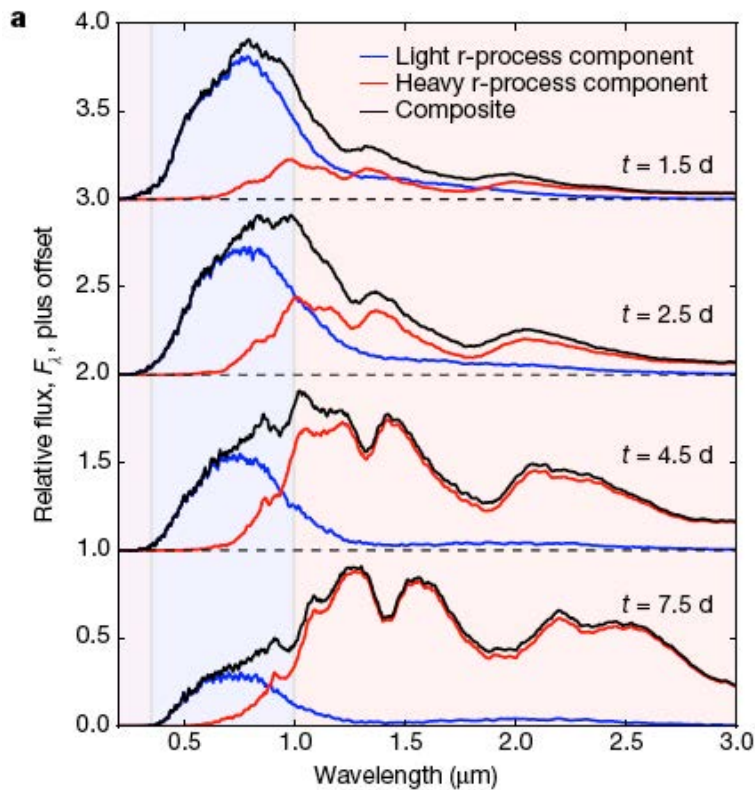 a
Light r-process component
Heavy r-process component
Composite
4.0
3.5
3.0
t = 1.5 d
2.5
2.0
t = 2.5 d
1.5
1.0
t = 4.5 d
0.5
0.0
t = 7.5 d
0.5 1.0 1.5 2.0 2.5 3.0
Wavelength (μm)
Relative flux, Fλ, plus offset